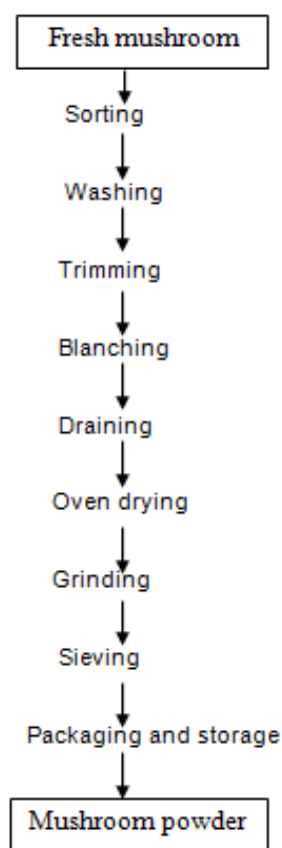 Fresh mushroom
Sorting
Washing
Trimming
Blanching
Draining
Oven drying
Grinding
Sieving
Packaging and storage
Mushroom powder